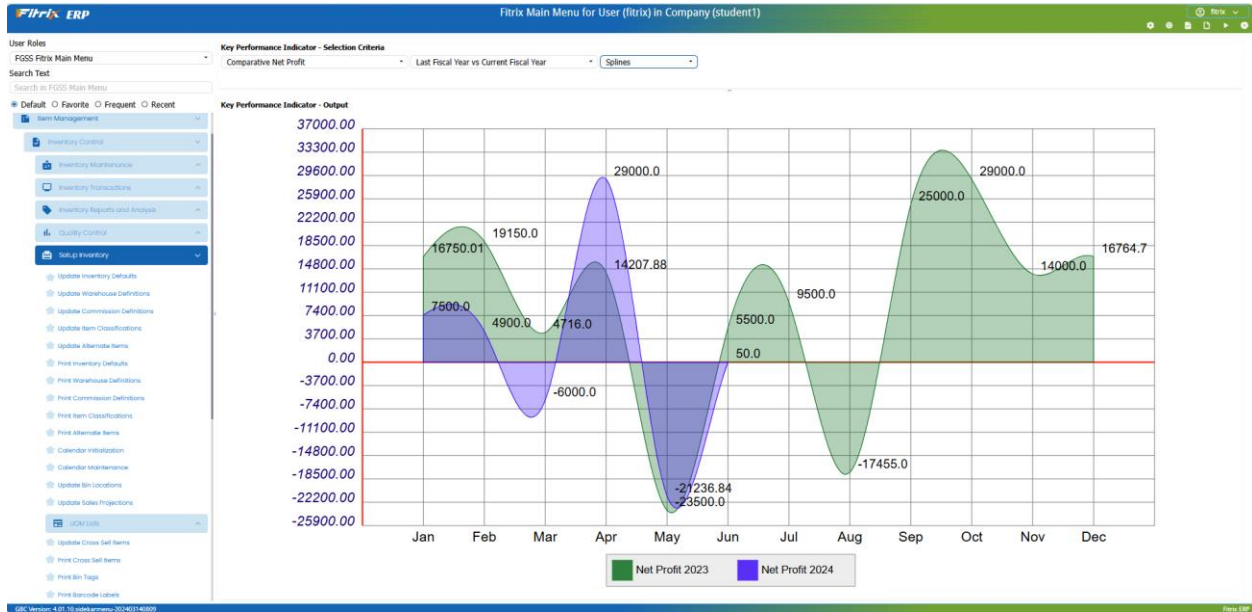 Fitrix ERP
Fitrix Main Menu for User (fitrix) in Company (student1)
fitrix
User Roles
FGSS Fitrix Main Menu
Search Text
Search in FGSS Main Menu
Default Favorite Frequent Recent
Item Management
Inventory Control
Inventory Maintenance
Inventory Transactions
Inventory Reports and Analysis
Quality Control
Setup Inventory
Update Inventory Defaults
Update Warehouse Definitions
Update Commission Definitions
Update Item Classifications
Update Alternate Items
Print Inventory Defaults
Print Warehouse Definitions
Print Commission Definitions
Print Item Classifications
Print Alternate Items
Calendar Initialization
Calendar Maintenance
Update Bin Locations
Update Sales Projections
UOM Lists
Update Cross Sell Items
Print Cross Sell Items
Print Bin Tags
Print Barcode Labels
Key Performance Indicator - Selection Criteria
Comparative Net Profit Last Fiscal Year vs Current Fiscal Year Splines
Key Performance Indicator - Output
37000.00
33300.00
29600.00
25900.00
22200.00
18500.00
14800.00
11100.00
7400.00
3700.00
0.00
-3700.00
-7400.00
-11100.00
-14800.00
-18500.00
-22200.00
-25900.00
16750.01
19150.0
4716.0
14207.88
-23500.0
5500.0
9500.0
-17455.0
25000.0
29000.0
14000.0
16764.7
7500.0
4900.0
-6000.0
29000.0
-21236.84
50.0
Jan Feb Mar Apr May Jun Jul Aug Sep Oct Nov Dec
Net Profit 2023 Net Profit 2024
GBC Version: 4.01.10.sidekarmenu-202403140809
Fitrix ERP